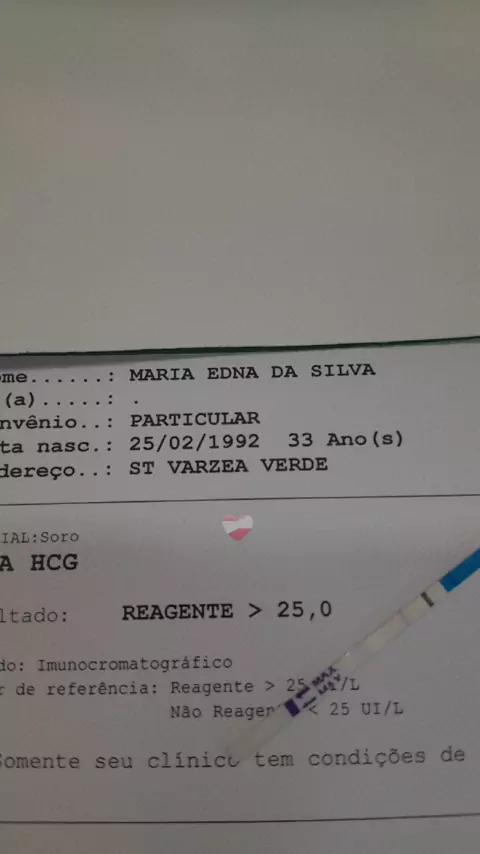 ome......: MARIA EDNA DA SILVA
(a).....: .
nvênio..: PARTICULAR
ta nasc.: 25/02/1992 33 Ano(s)
dereço..: ST VARZEA VERDE
IAL:Soro
A HCG
ltado: REAGENTE > 25,0
do: Imunocromatográfico
r de referência: Reagente > 25 UI/L
Não Reagen < 25 UI/L
Somente seu clínico tem condições de
MAX